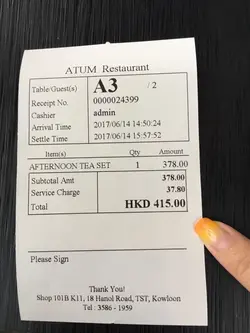 ATUM Restaurant
Table/Guest(s) A3 / 2
Receipt No. 0000024399
Cashier admin
Arrival Time 2017/06/14 14:50:24
Settle Time 2017/06/14 15:57:52
Item(s) Qty Amount
AFTERNOON TEA SET 1 378.00
Subtotal Amt 378.00
Service Charge 37.80
Total HKD 415.00
Please Sign
Thank You!
Shop 101B K11, 18 Hanol Road, TST, Kowloon
Tel : 3586 - 1959